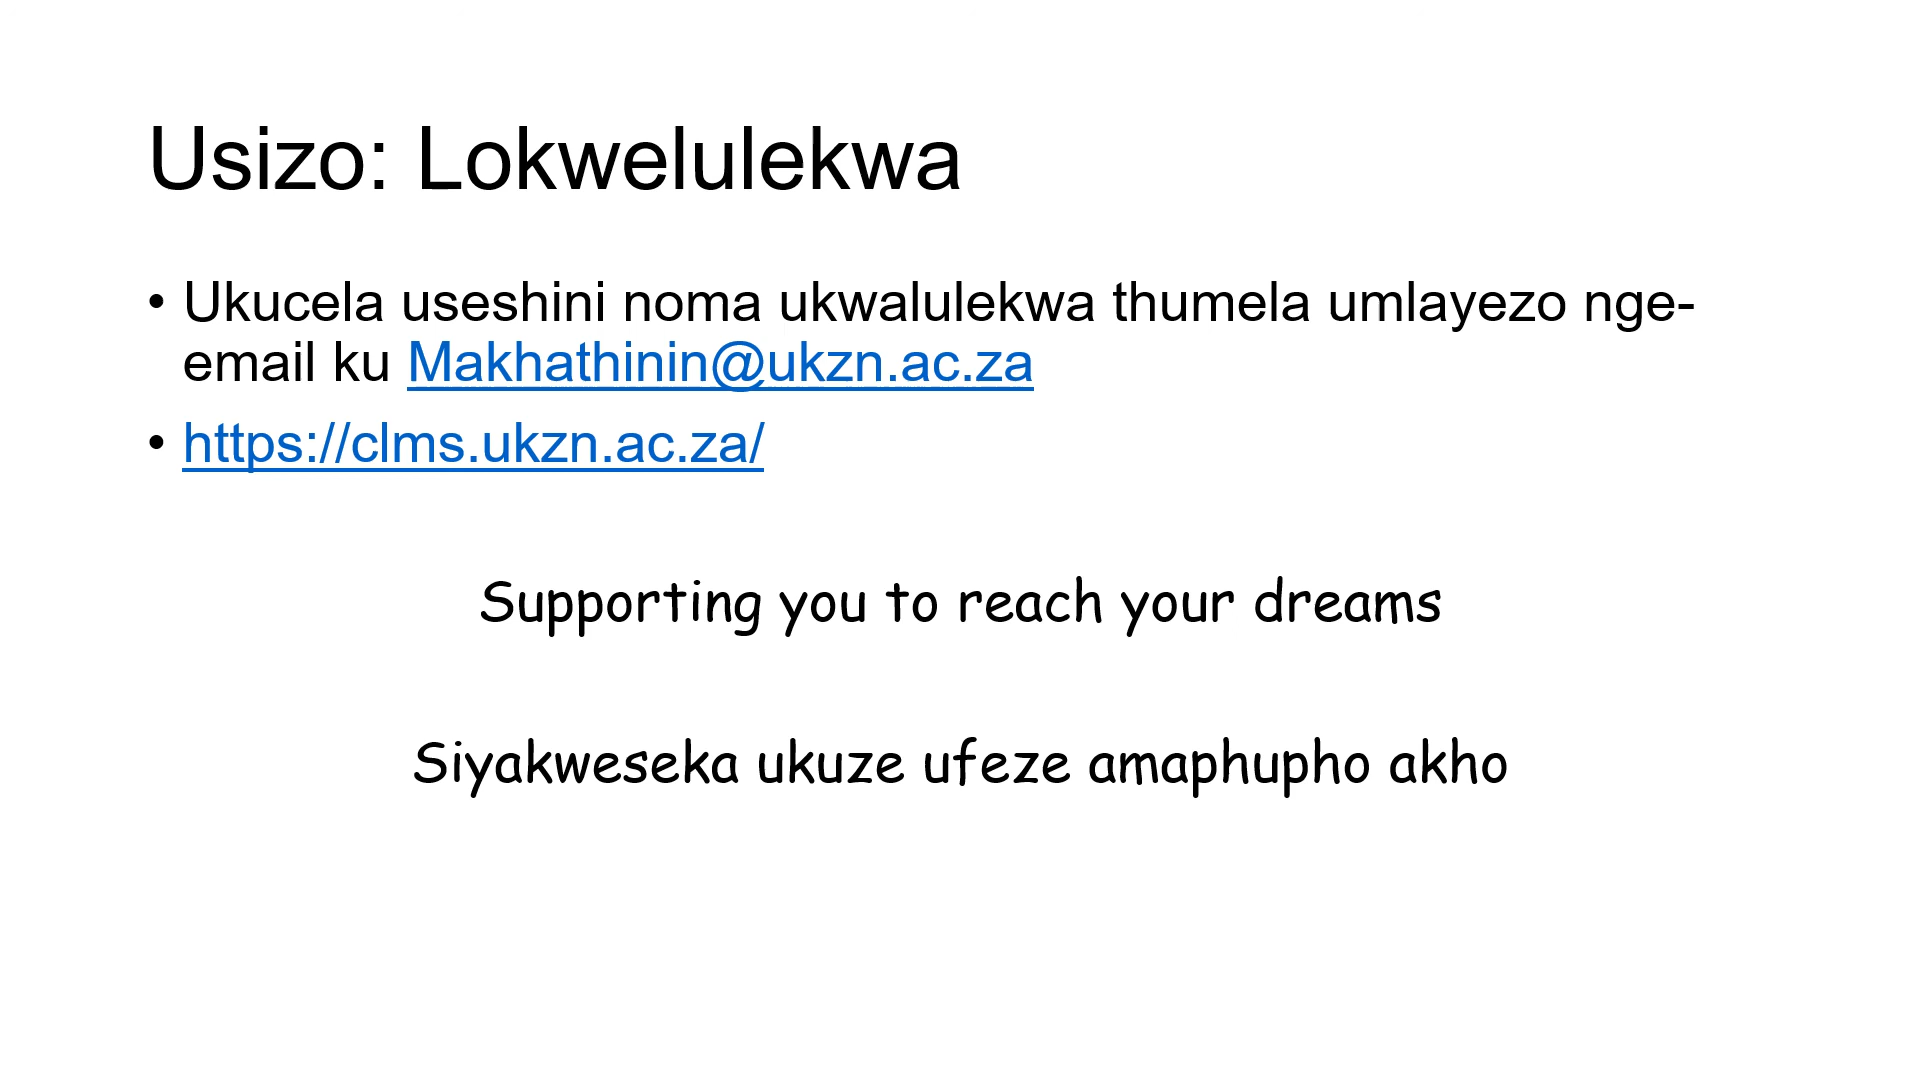 Usizo: Lokwelulekwa
• Ukucela useshini noma ukwalulekwa thumela umlayezo nge-
email ku Makhathinin@ukzn.ac.za
• https://clms.ukzn.ac.za/
Supporting you to reach your dreams
Siyakweseka ukuze ufeze amaphupho akho